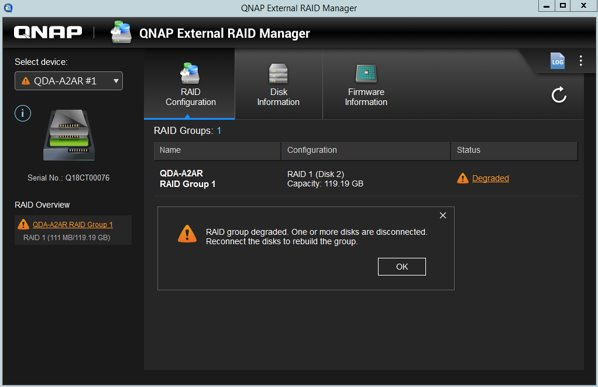 QNAP External RAID Manager
QNAP QNAP External RAID Manager
Select device:
QDA-A2AR #1
Serial No.: Q18CT00076
RAID Overview
QDA-A2AR RAID Group 1
RAID 1 (111 MB/119.19 GB)
RAID
Configuration
Disk
Information
Firmware
Information
LOG
RAID Groups: 1
Name Configuration Status
QDA-A2AR
RAID Group 1
RAID 1 (Disk 2)
Capacity: 119.19 GB
Degraded
RAID group degraded. One or more disks are disconnected.
Reconnect the disks to rebuild the group.
OK